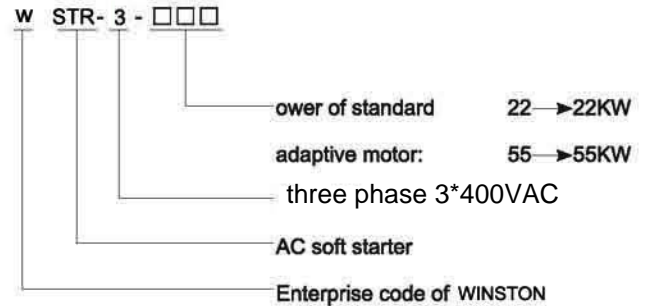 W STR- 3 - □□□
ower of standard 22→22KW
adaptive motor: 55→55KW
three phase 3*400VAC
AC soft starter
Enterprise code of WINSTON